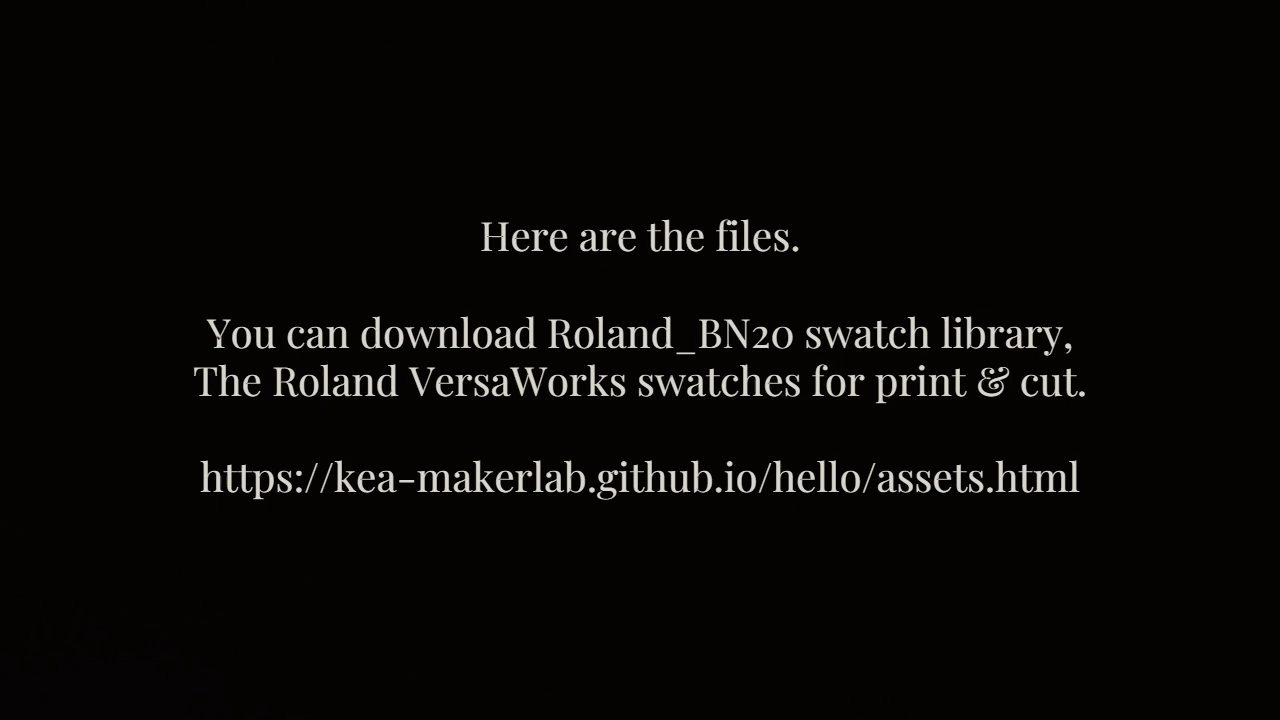 Here are the files.
You can download Roland_BN20 swatch library,
The Roland VersaWorks swatches for print & cut.
https://kea-makerlab.github.io/hello/assets.html